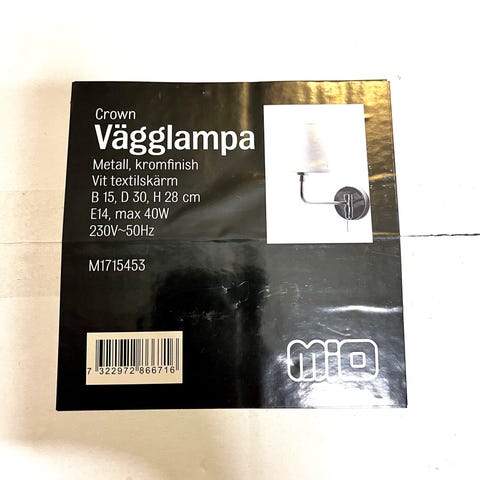 Crown
Vägglampa
Metall, kromfinish
Vit textilskärm
B 15, D 30, H 28 cm
E14, max 40W
230V~50Hz
M1715453
7 322972 866716
mio